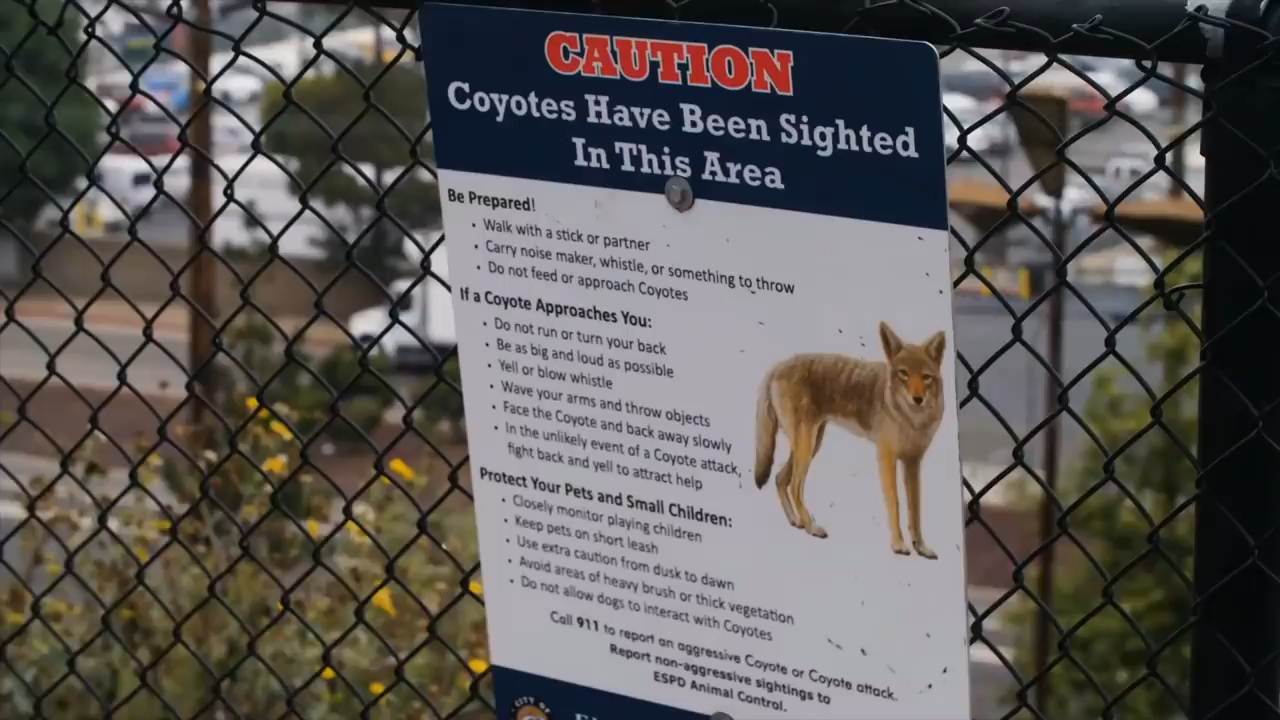 CAUTION
Coyotes Have Been Sighted
In This Area
Be Prepared!
• Walk with a stick or partner
• Carry noise maker, whistle, or something to throw
• Do not feed or approach Coyotes
If a Coyote Approaches You:
• Do not run or turn your back
• Be as big and loud as possible
• Yell or blow whistle
• Wave your arms and throw objects
• Face the Coyote and back away slowly
• In the unlikely event of a Coyote attack,
fight back and yell to attract help
Protect Your Pets and Small Children:
• Closely monitor playing children
• Keep pets on short leash
• Use extra caution from dusk to dawn
• Avoid areas of heavy brush or thick vegetation
• Do not allow dogs to interact with Coyotes
Call 911 to report an aggressive Coyote or Coyote attack.
Report non-aggressive sightings to
ESPD Animal Control.
CITY OF